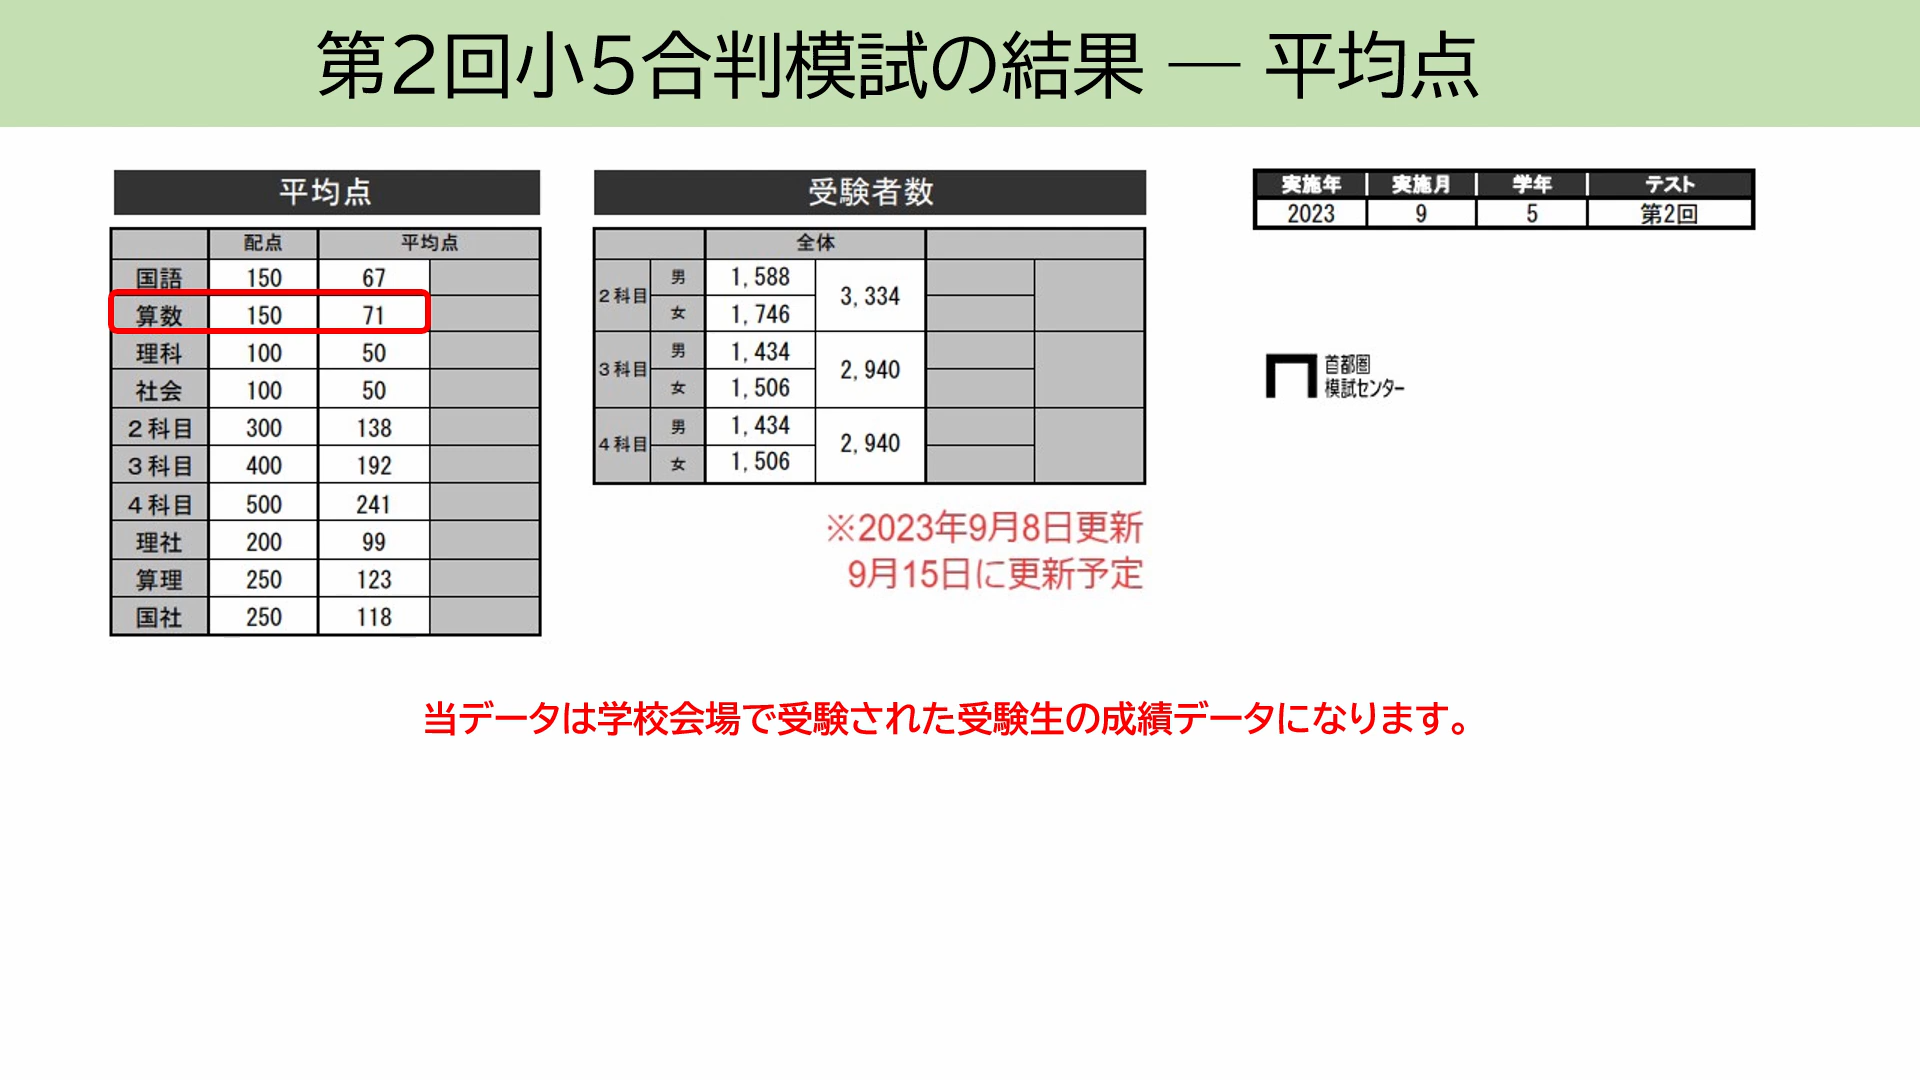 第2回小5合判模試の結果 ― 平均点
平均点
配点 平均点
国語 150 67
算数 150 71
理科 100 50
社会 100 50
2科目 300 138
3科目 400 192
4科目 500 241
理社 200 99
算理 250 123
国社 250 118
受験者数
全体
2科目 男 1,588 3,334
女 1,746
3科目 男 1,434 2,940
女 1,506
4科目 男 1,434 2,940
女 1,506
※2023年9月8日更新
9月15日に更新予定
実施年 実施月 学年 テスト
2023 9 5 第2回
首都圏
模試センター
当データは学校会場で受験された受験生の成績データになります。